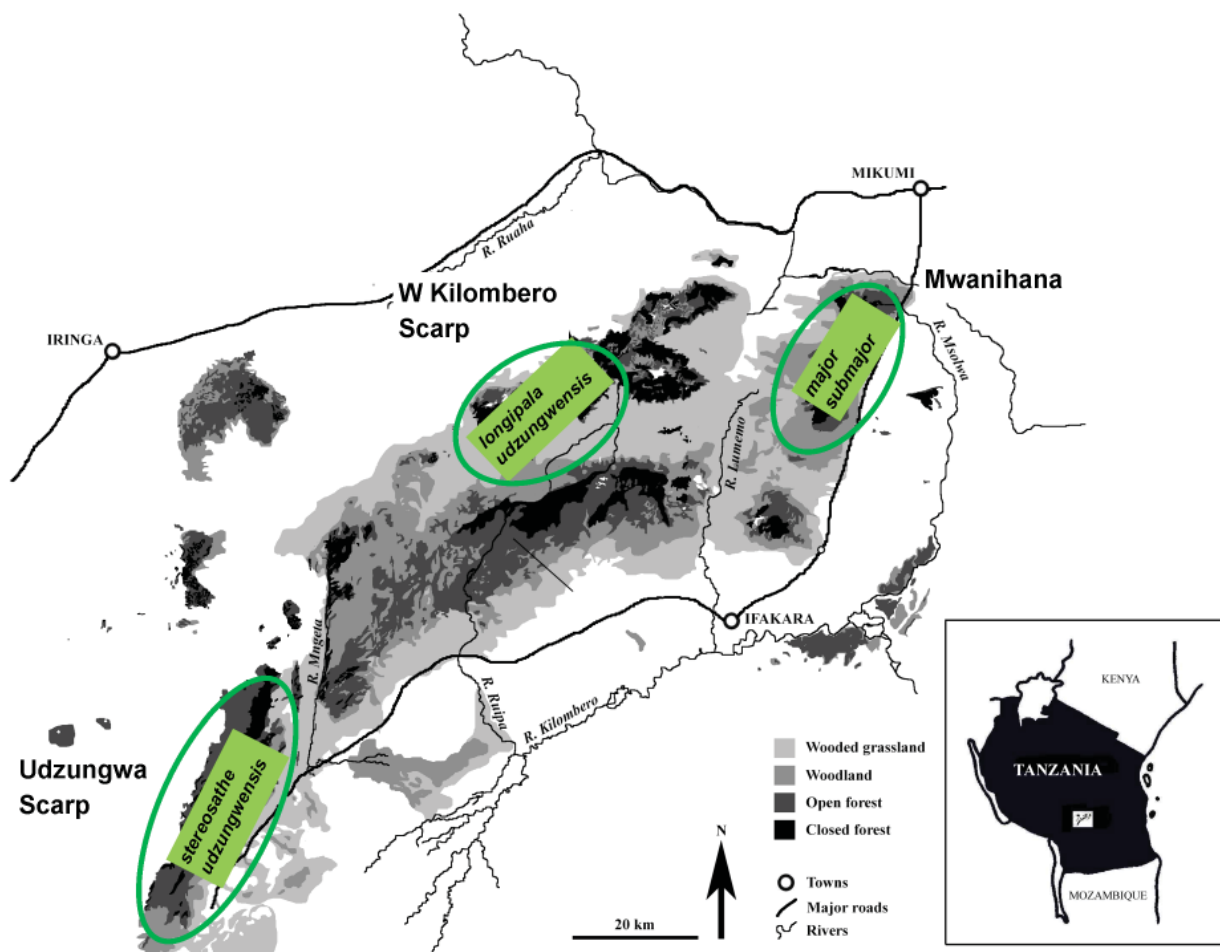 MIKUMI
R. Ruaha
Mwanihana
W Kilombero
Scarp
IRINGA
R. Msolwa
major
submajor
longipala
udzungwensis
R. Lumemo
IFAKARA
R. Mngeta
R. Ruipa
R. Kilombero
KENYA
Udzungwa
Scarp
stereosathe
udzungwensis
Wooded grassland
Woodland
Open forest
Closed forest
TANZANIA
N
Towns
Major roads
Rivers
20 km
MOZAMBIQUE